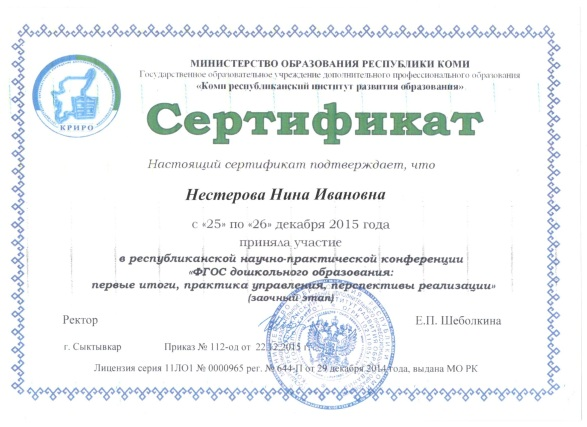 МИНИСТЕРСТВО ОБРАЗОВАНИЯ РЕСПУБЛИКИ КОМИ
Государственное образовательное учреждение дополнительного профессионального образования
«Коми республиканский институт развития образования»
КРИРО
Сертификат
Настоящий сертификат подтверждает, что
Нестерова Нина Ивановна
с «25» по «26» декабря 2015 года
приняла участие
в республиканской научно-практической конференции
«ФГОС дошкольного образования:
первые итоги, практика управления, перспективы реализации»
(заочный этап)
Ректор Е.П. Шеболкина
г. Сыктывкар Приказ № 112-од от 22.12.2015 г.
Лицензия серия 11ЛО1 № 0000965 рег. № 644-П от 29 декабря 2014 года, выдана МО РК